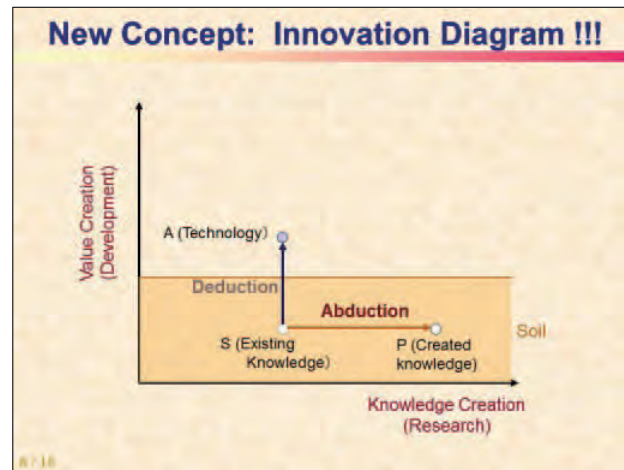 New Concept: Innovation Diagram !!!
Value Creation
(Development)
A (Technology)
Deduction
Abduction
Soil
S (Existing
Knowledge)
P (Created
knowledge)
Knowledge Creation
(Research)